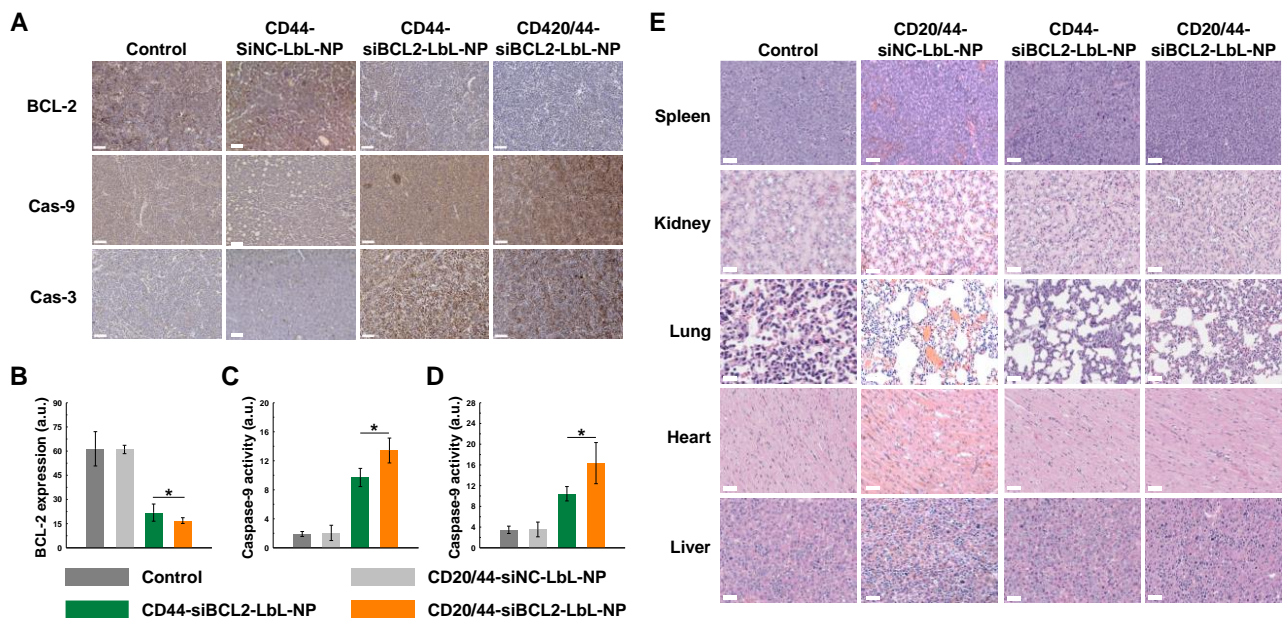 A
Control
CD44-
SiNC-LbL-NP
CD44-
siBCL2-LbL-NP
CD420/44-
siBCL2-LbL-NP
BCL-2
Cas-9
Cas-3
B
BCL-2 expression (a.u.)
90
75
60
45
30
15
0
*
C
Caspase-9 activity (a.u.)
20
16
12
8
4
0
*
D
Caspase-9 activity (a.u.)
28
24
20
16
12
8
4
0
*
Control
CD20/44-siNC-LbL-NP
CD44-siBCL2-LbL-NP
CD20/44-siBCL2-LbL-NP
E
Control
CD20/44-
siNC-LbL-NP
CD44-
siBCL2-LbL-NP
CD20/44-
siBCL2-LbL-NP
Spleen
Kidney
Lung
Heart
Liver